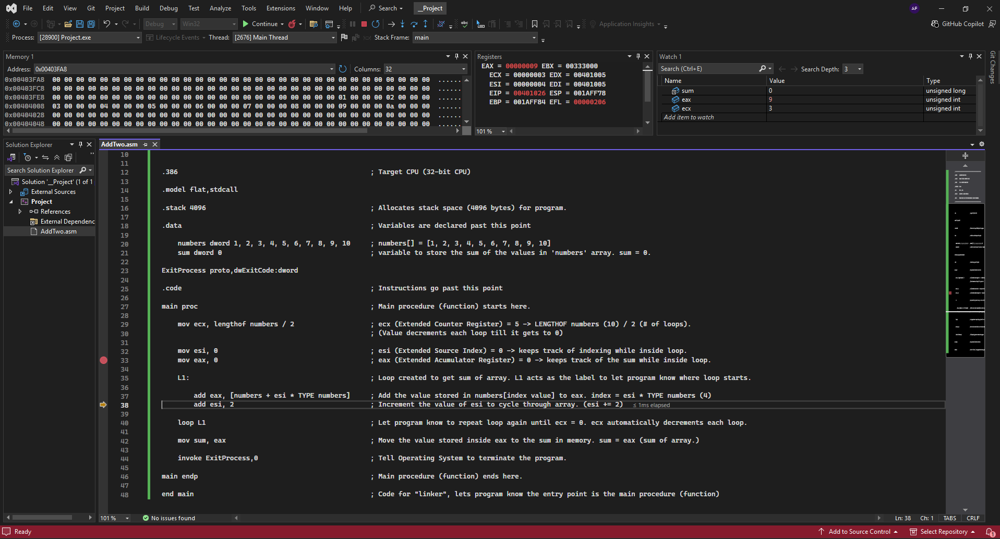 File Edit View Git Project Build Debug Test Analyze Tools Extensions Window Help Search __Project AP
Debug Win32 Continue Application Insights GitHub Copilot
Process: [28900] Project.exe Lifecycle Events Thread: [2676] Main Thread Stack Frame: main
Memory 1
Address: 0x00403FA8 Columns: 32
0x00403FA8 00 00 00 00 00 00 00 00 00 00 00 00 00 00 00 00 00 00 00 00 00 00 00 00 00 00 00 00 00 00 00 00 ......
0x00403FC8 00 00 00 00 00 00 00 00 00 00 00 00 00 00 00 00 00 00 00 00 00 00 00 00 00 00 00 00 00 00 00 00 ......
0x00403FE8 00 00 00 00 00 00 00 00 00 00 00 00 00 00 00 00 00 00 00 00 00 00 00 00 01 00 00 00 02 00 00 00 ......
0x00404008 03 00 00 00 04 00 00 00 05 00 00 00 06 00 00 00 07 00 00 00 08 00 00 00 09 00 00 00 0a 00 00 00 ......
0x00404028 00 00 00 00 00 00 00 00 00 00 00 00 00 00 00 00 00 00 00 00 00 00 00 00 00 00 00 00 00 00 00 00 ......
0x00404048 00 00 00 00 00 00 00 00 00 00 00 00 00 00 00 00 00 00 00 00 00 00 00 00 00 00 00 00 00 00 00 00 ......
Registers
EAX = 00000009 EBX = 00333000
ECX = 00000003 EDX = 00401005
ESI = 00000004 EDI = 00401005
EIP = 00401026 ESP = 001AFF78
EBP = 001AFF84 EFL = 00000206
101 %
Watch 1
Search (Ctrl+E) Search Depth: 3
Name Value Type
sum 0 unsigned long
eax 9 unsigned int
ecx 3 unsigned int
Add item to watch
Git Changes
Solution Explorer
Search Solution Explorer
Solution '__Project' (1 of 1
External Sources
Project
References
External Dependenc
AddTwo.asm
AddTwo.asm
10
11
12 .386 ; Target CPU (32-bit CPU)
13
14 .model flat,stdcall
15
16 .stack 4096 ; Allocates stack space (4096 bytes) for program.
17
18 .data ; Variables are declared past this point
19
20 numbers dword 1, 2, 3, 4, 5, 6, 7, 8, 9, 10 ; numbers[] = [1, 2, 3, 4, 5, 6, 7, 8, 9, 10]
21 sum dword 0 ; variable to store the sum of the values in 'numbers' array. sum = 0.
22
23 ExitProcess proto,dwExitCode:dword
24
25 .code ; Instructions go past this point
26
27 main proc ; Main procedure (function) starts here.
28
29 mov ecx, lengthof numbers / 2 ; ecx (Extended Counter Register) = 5 -> LENGTHOF numbers (10) / 2 (# of loops).
30 ; (Value decrements each loop till it gets to 0)
31
32 mov esi, 0 ; esi (Extended Source Index) = 0 -> keeps track of indexing while inside loop.
33 mov eax, 0 ; eax (Extended Acumulator Register) = 0 -> keeps track of the sum while inside loop.
34
35 L1: ; Loop created to get sum of array. L1 acts as the label to let program know where loop starts.
36
37 add eax, [numbers + esi * TYPE numbers] ; Add the value stored in numbers[index value] to eax. index = esi * TYPE numbers (4)
38 add esi, 2 ; Increment the value of esi to cycle through array. (esi += 2) ≤ 1ms elapsed
39
40 loop L1 ; Let program know to repeat loop again until ecx = 0. ecx automatically decrements each loop.
41
42 mov sum, eax ; Move the value stored inside eax to the sum in memory. sum = eax (sum of array.)
43
44 invoke ExitProcess,0 ; Tell Operating System to terminate the program.
45
46 main endp ; Main procedure (function) ends here.
47
48 end main ; Code for "linker", lets program know the entry point is the main procedure (function)
101 % No issues found Ln: 38 Ch: 1 TABS CRLF
Ready Add to Source Control Select Repository 1